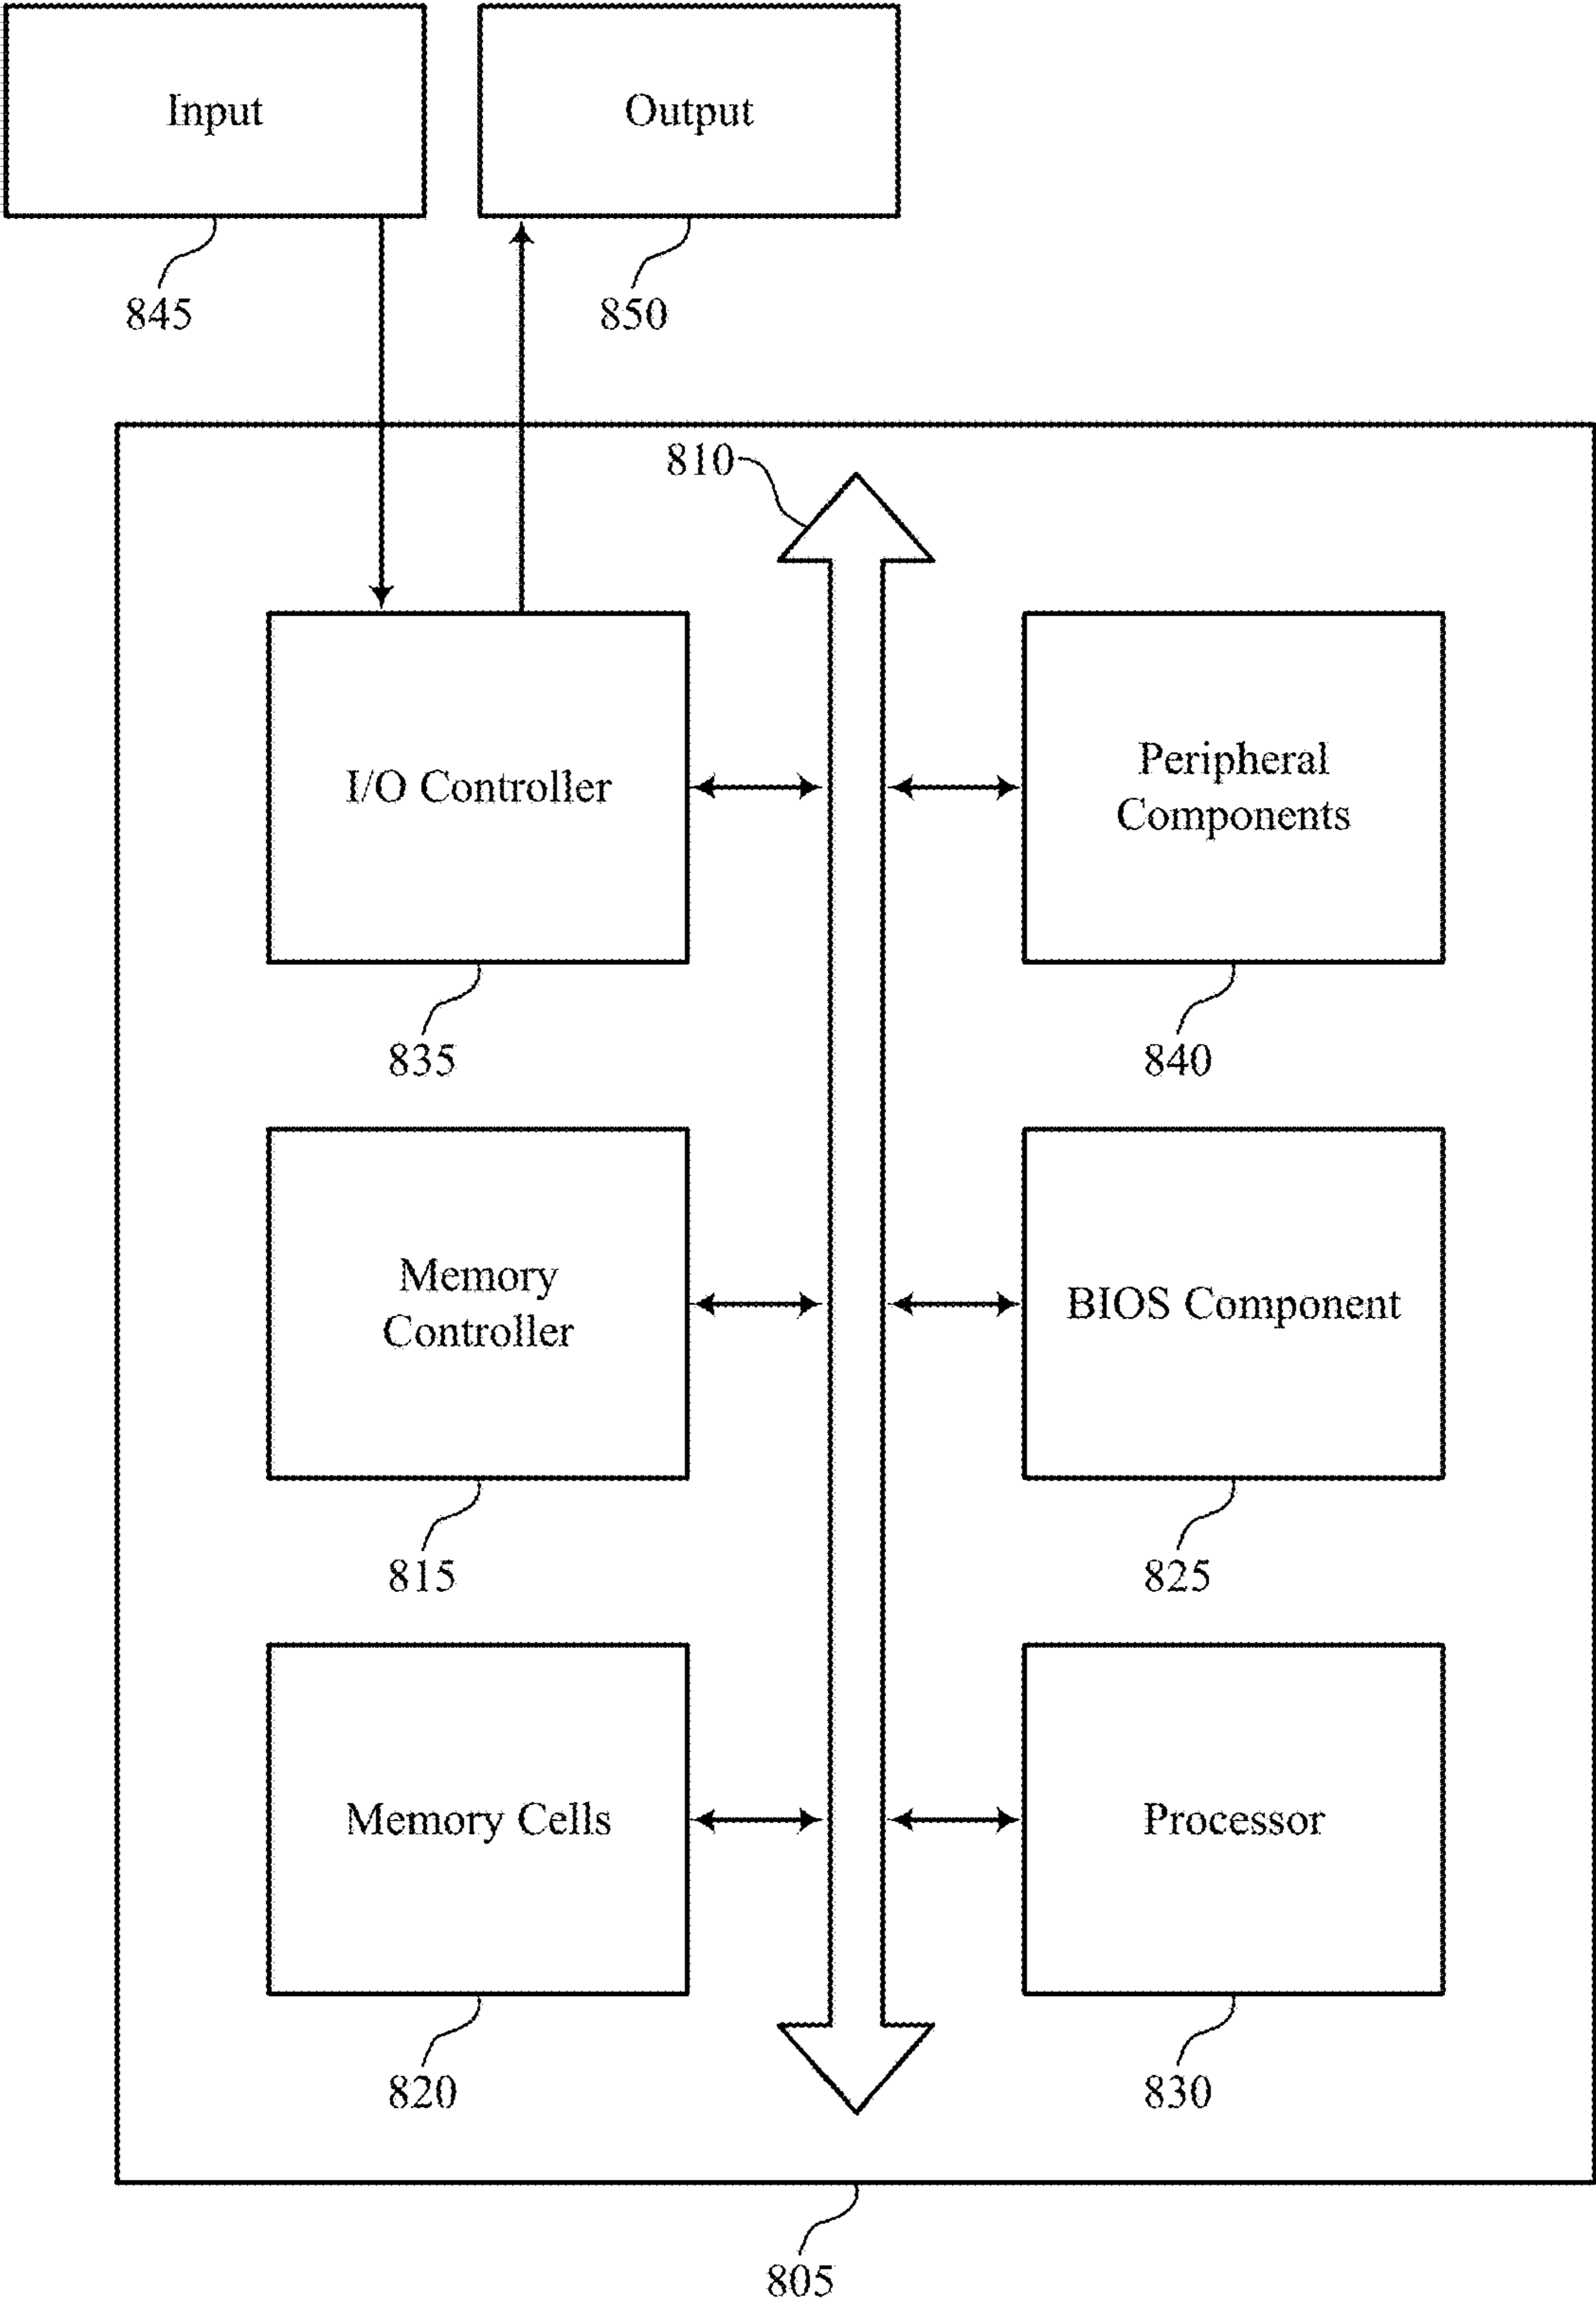 Input
Output
845
850
810
I/O Controller
Peripheral
Components
835
840
Memory
Controller
BIOS Component
815
825
Memory Cells
Processor
820
830
805